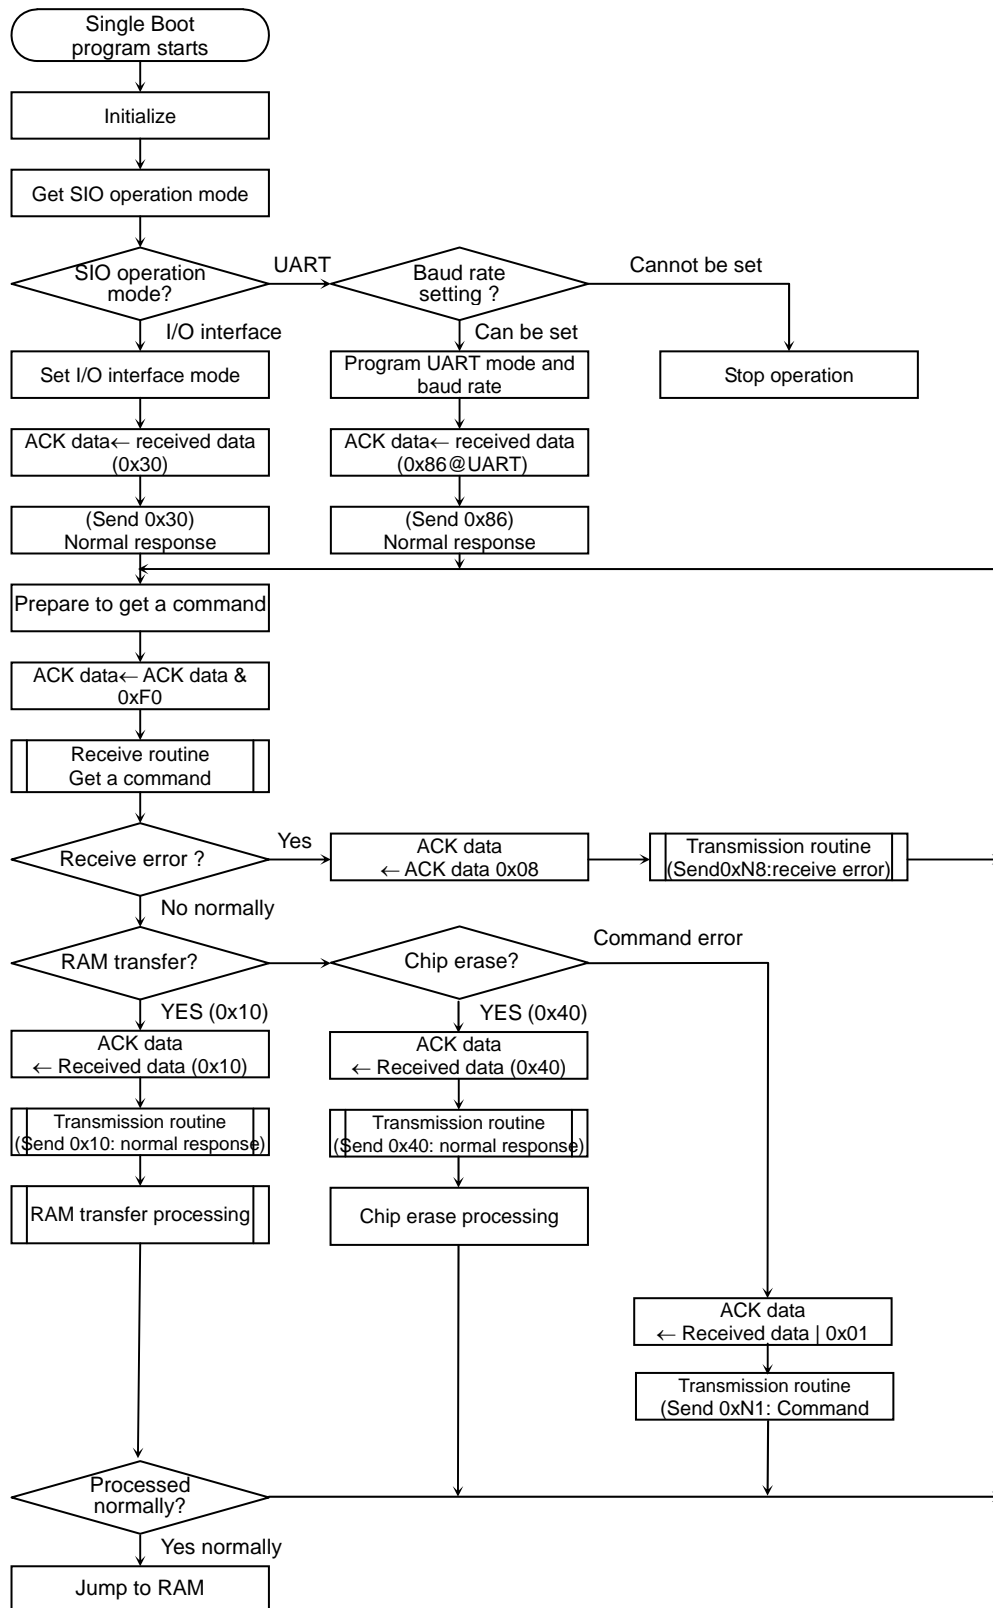 Single Boot
program starts
Initialize
Get SIO operation mode
SIO operation
mode?
UART
Baud rate
setting ?
Cannot be set
I/O interface
Can be set
Set I/O interface mode
Program UART mode and
baud rate
Stop operation
ACK data← received data
(0x30)
ACK data← received data
(0x86@UART)
(Send 0x30)
Normal response
(Send 0x86)
Normal response
Prepare to get a command
ACK data← ACK data &
0xF0
Receive routine
Get a command
Receive error ?
Yes
ACK data
← ACK data 0x08
Transmission routine
(Send0xN8:receive error)
No normally
RAM transfer?
Chip erase?
Command error
YES (0x10)
YES (0x40)
ACK data
← Received data (0x10)
ACK data
← Received data (0x40)
Transmission routine
(Send 0x10: normal response)
Transmission routine
(Send 0x40: normal response)
RAM transfer processing
Chip erase processing
ACK data
← Received data | 0x01
Transmission routine
(Send 0xN1: Command
Processed
normally?
Yes normally
Jump to RAM